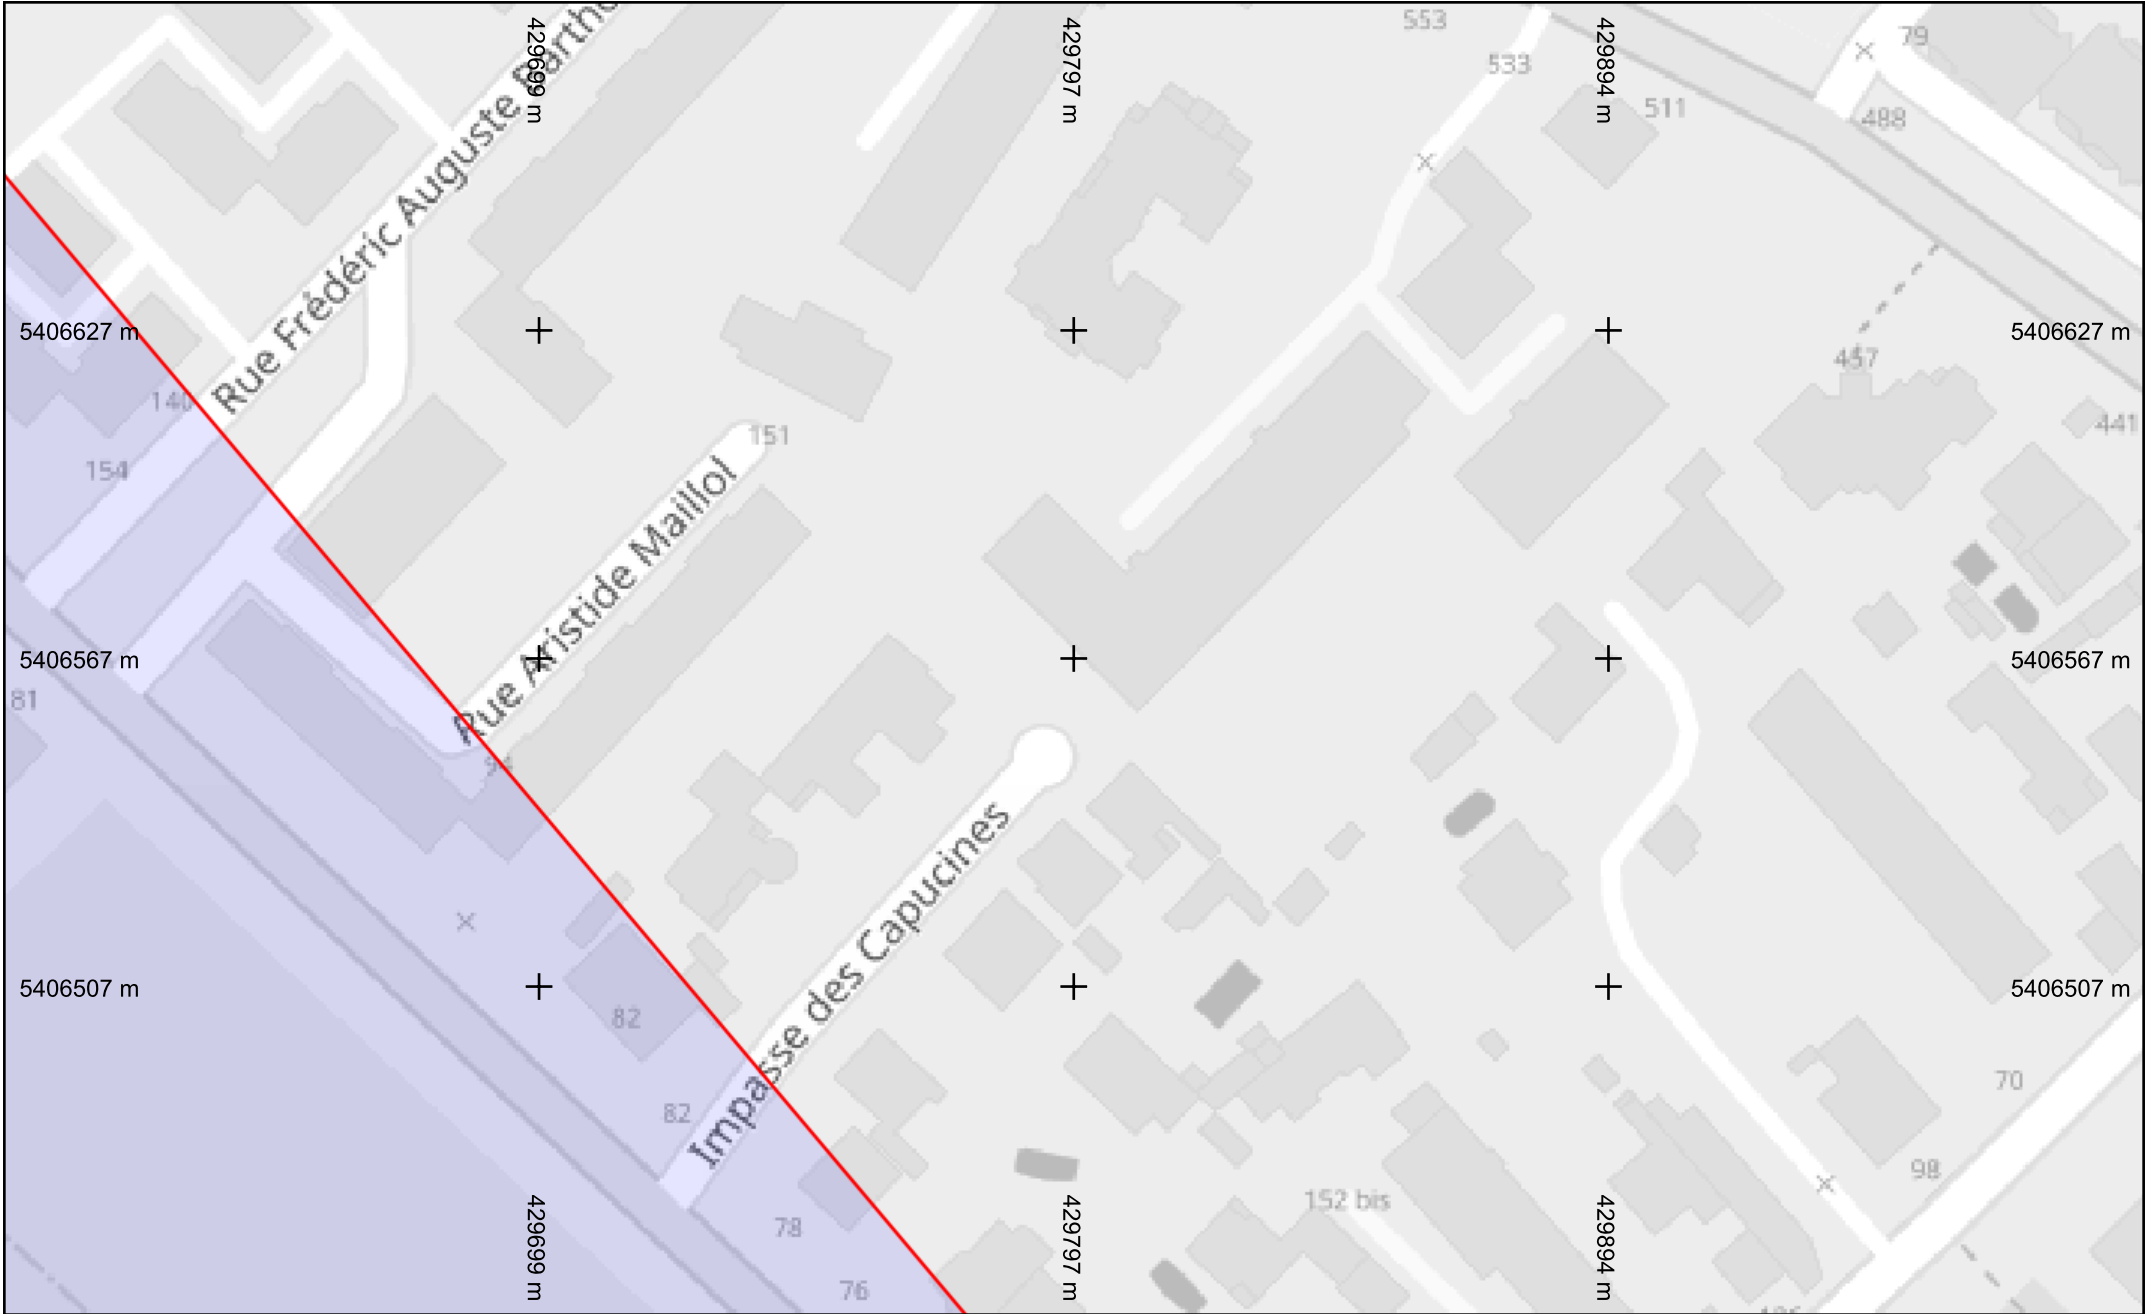 553
79
429699 m
429797 m
429894 m
533
511
488
Rue Frédéric Auguste Bartho
5406627 m
5406627 m
457
140
441
151
154
Rue Aristide Maillol
5406567 m
5406567 m
81
94
Impasse des Capucines
5406507 m
5406507 m
82
70
82
98
152 bis
78
429699 m
429797 m
429894 m
76